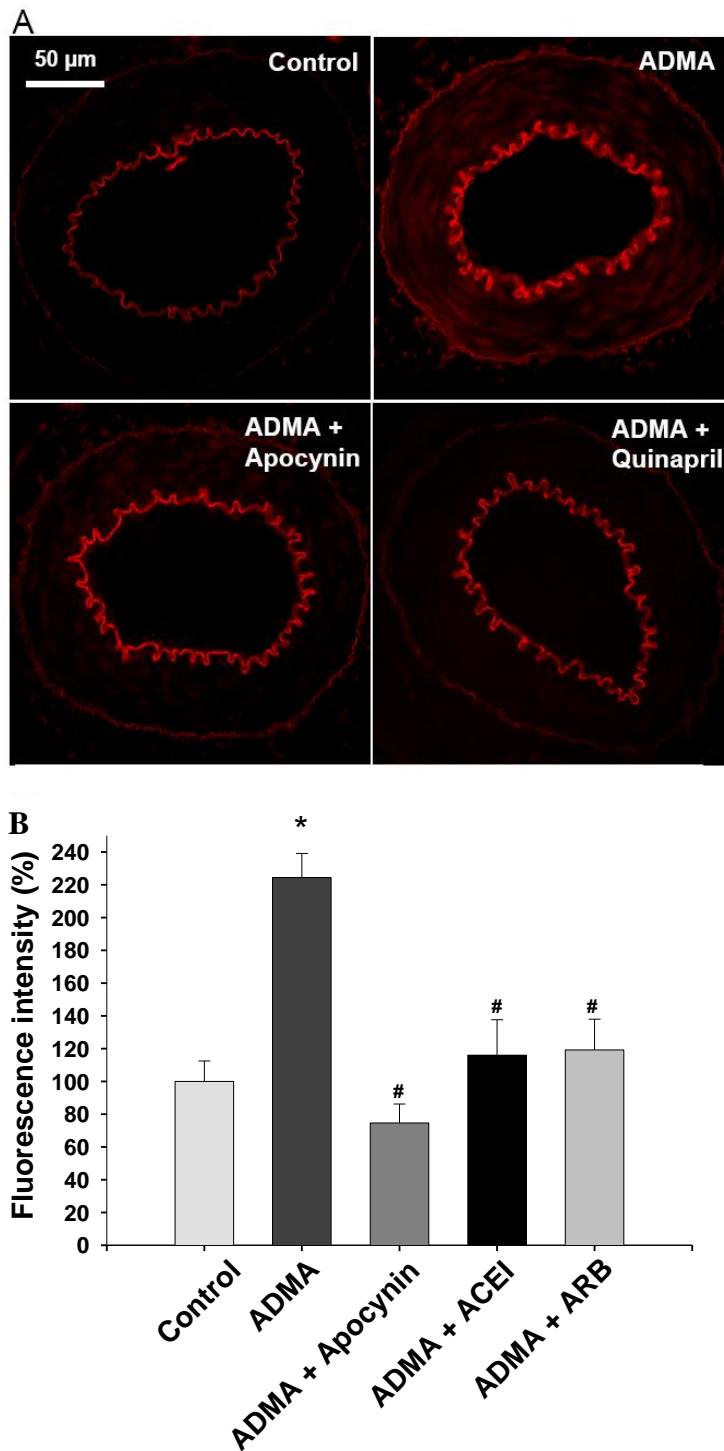 A
50 µm
Control
ADMA
ADMA +
Apocynin
ADMA +
Quinapril
B
Fluorescence intensity (%)
240
220
200
180
160
140
120
100
80
60
40
20
0
*
#
#
#
Control
ADMA
ADMA + Apocynin
ADMA + ACEI
ADMA + ARB